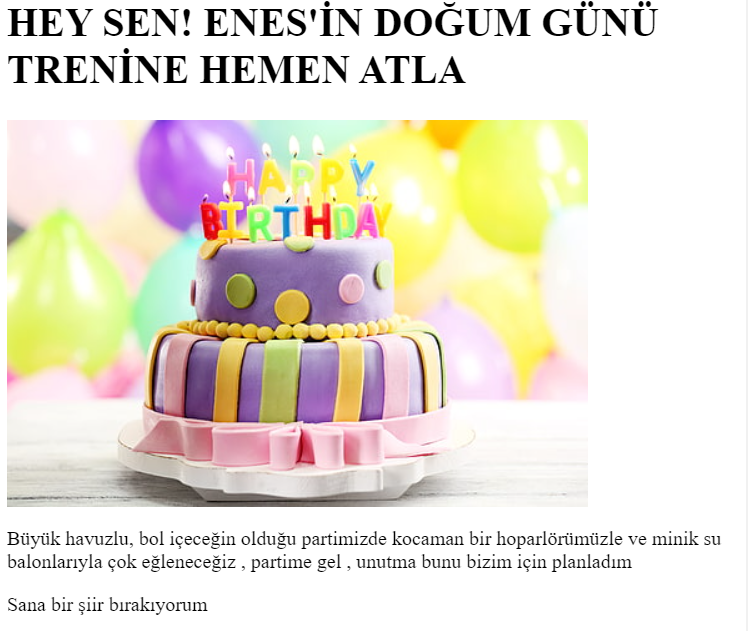 HEY SEN! ENES'İN DOĞUM GÜNÜ
TRENİNE HEMEN ATLA
HAPPY
BIRTHDAY
Büyük havuzlu, bol içeceğin olduğu partimizde kocaman bir hoparlörümüzle ve minik su
balonlarıyla çok eğleneceğiz , partime gel , unutma bunu bizim için planladım
Sana bir şiir bırakıyorum